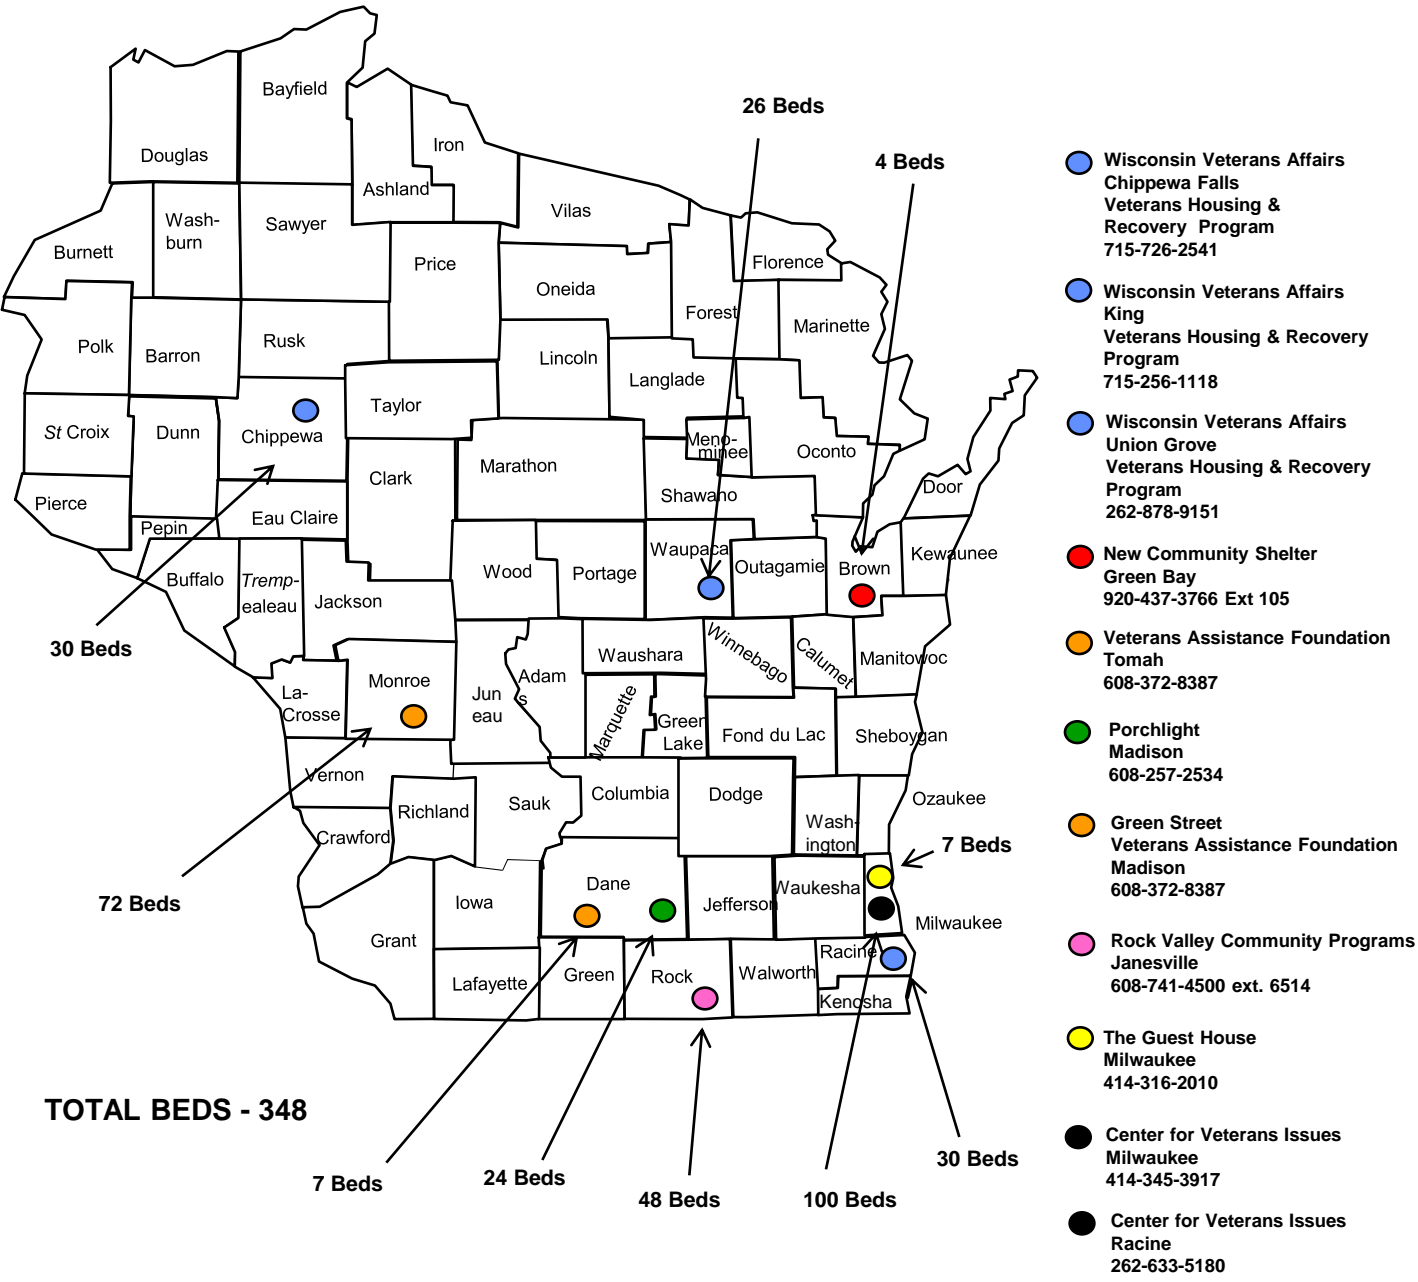 Bayfield
26 Beds
Iron
4 Beds
Douglas
Ashland
Wash-
burn
Sawyer
Vilas
Burnett
Price
Florence
Oneida
Forest
Marinette
Polk
Barron
Rusk
Lincoln
Langlade
Taylor
St Croix
Dunn
Chippewa
Meno-
minee
Oconto
Marathon
Clark
Shawano
Door
Pierce
Pepin
Eau Claire
Waupaca
Kewaunee
Buffalo
Tremp-
ealeau
Jackson
Wood
Portage
Outagamie
Brown
30 Beds
Waushara
Winnebago
Calumet
Manitowoc
La-
Crosse
Monroe
Jun
eau
Adam
s
Marquette
Green
Lake
Fond du Lac
Sheboygan
Vernon
Richland
Sauk
Columbia
Dodge
Ozaukee
Crawford
Wash-
ington
7 Beds
72 Beds
Iowa
Dane
Jefferson
Waukesha
Milwaukee
Grant
Lafayette
Green
Rock
Walworth
Racine
Kenosha
TOTAL BEDS - 348
7 Beds
24 Beds
48 Beds
100 Beds
30 Beds
Wisconsin Veterans Affairs
Chippewa Falls
Veterans Housing &
Recovery Program
715-726-2541
Wisconsin Veterans Affairs
King
Veterans Housing & Recovery
Program
715-256-1118
Wisconsin Veterans Affairs
Union Grove
Veterans Housing & Recovery
Program
262-878-9151
New Community Shelter
Green Bay
920-437-3766 Ext 105
Veterans Assistance Foundation
Tomah
608-372-8387
Porchlight
Madison
608-257-2534
Green Street
Veterans Assistance Foundation
Madison
608-372-8387
Rock Valley Community Programs
Janesville
608-741-4500 ext. 6514
The Guest House
Milwaukee
414-316-2010
Center for Veterans Issues
Milwaukee
414-345-3917
Center for Veterans Issues
Racine
262-633-5180